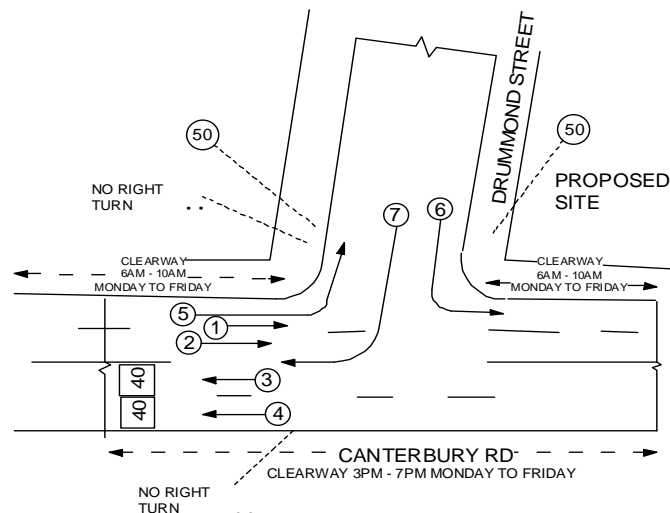 DRUMMOND STREET
50
50
NO RIGHT
TURN
PROPOSED
SITE
7
6
CLEARWAY
6AM - 10AM
MONDAY TO FRIDAY
CLEARWAY
6AM - 10AM
MONDAY TO FRIDAY
5
1
2
40
3
40
4
CANTERBURY RD
CLEARWAY 3PM - 7PM MONDAY TO FRIDAY
NO RIGHT
TURN